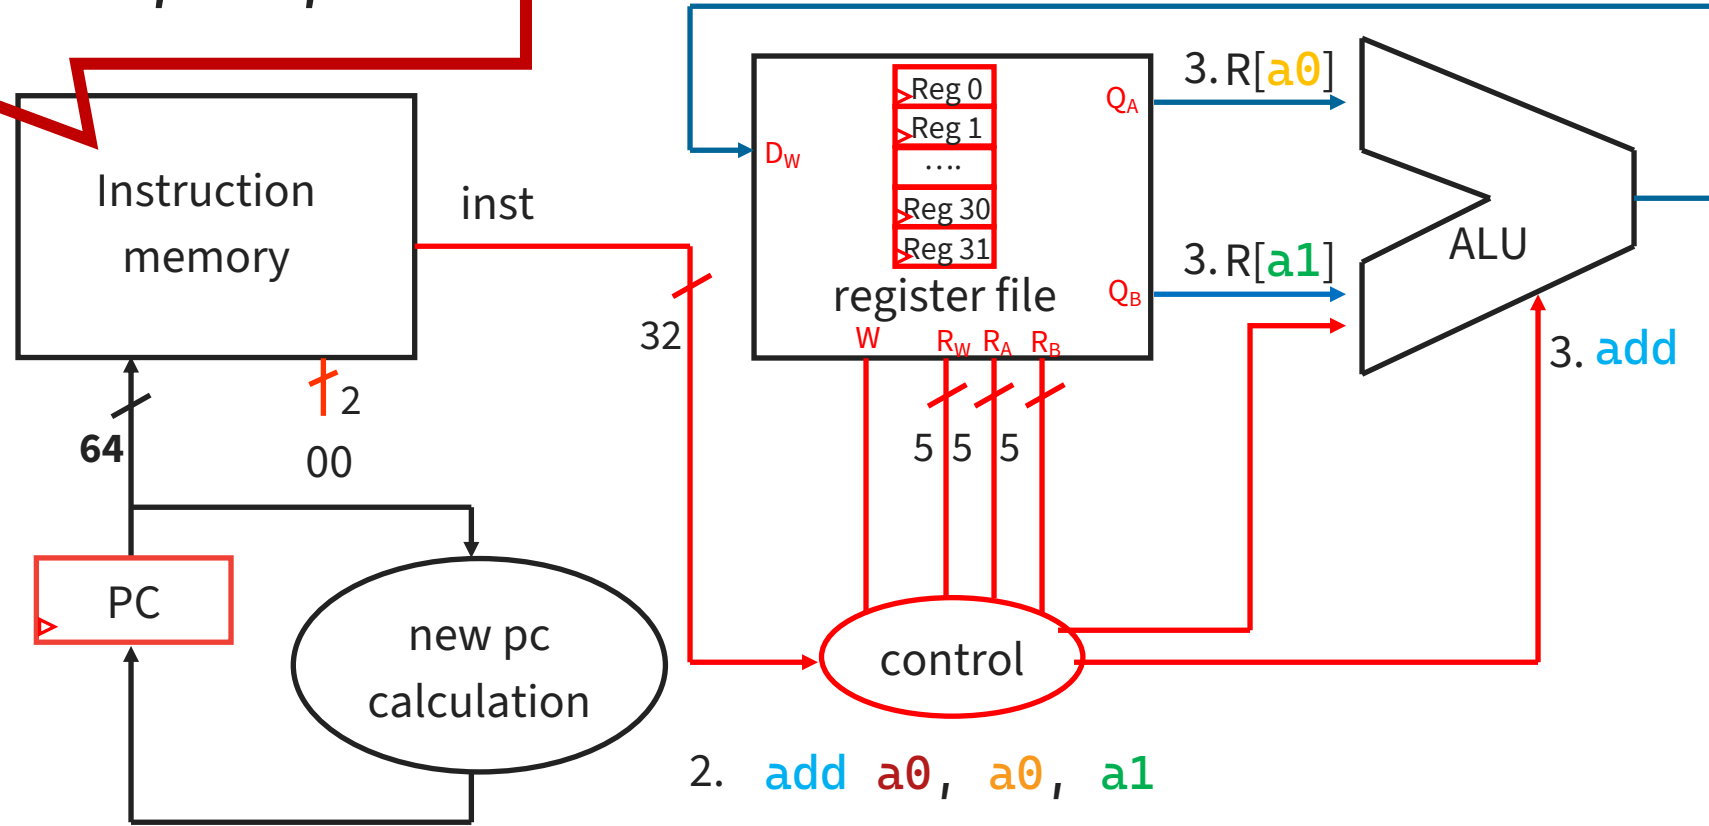 3. R[a0]
Reg 0
QA
Reg 1
DW
....
Instruction
memory
inst
Reg 30
Reg 31
3. R[a1]
ALU
register file
QB
W RW RA RB
32
3. add
2
64
00
5 5 5
PC
new pc
calculation
control
2. add a0, a0, a1